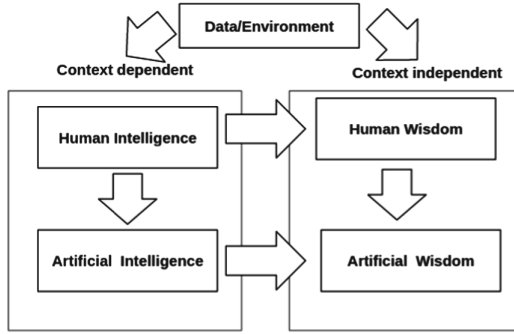 Data/Environment
Context dependent
Context independent
Human Intelligence
Human Wisdom
Artificial Intelligence
Artificial Wisdom